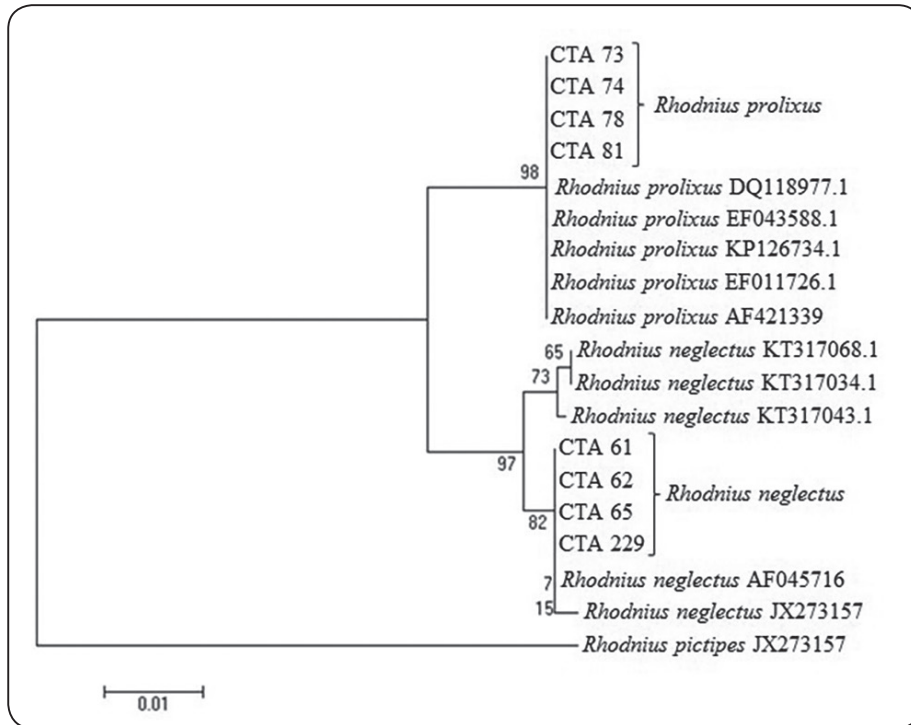 CTA 73
CTA 74
CTA 78
CTA 81
Rhodnius prolixus
98
Rhodnius prolixus DQ118977.1
Rhodnius prolixus EF043588.1
Rhodnius prolixus KP126734.1
Rhodnius prolixus EF011726.1
Rhodnius prolixus AF421339
65
Rhodnius neglectus KT317068.1
73
Rhodnius neglectus KT317034.1
Rhodnius neglectus KT317043.1
97
CTA 61
CTA 62
CTA 65
CTA 229
Rhodnius neglectus
82
7
Rhodnius neglectus AF045716
15
Rhodnius neglectus JX273157
Rhodnius pictipes JX273157
0.01